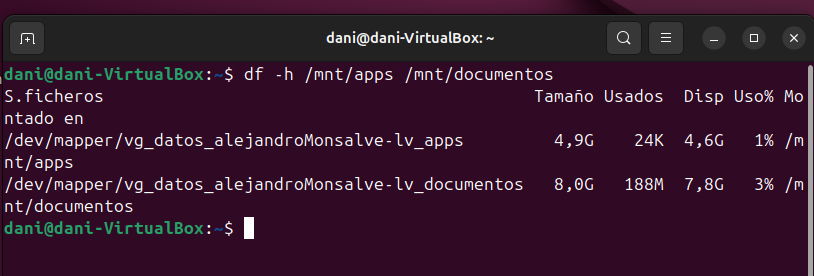 dani@dani-VirtualBox: ~
dani@dani-VirtualBox:~$ df -h /mnt/apps /mnt/documentos
S.ficheros Tamaño Usados Disp Uso% Mo
ntado en
/dev/mapper/vg_datos_alejandroMonsalve-lv_apps 4,9G 24K 4,6G 1% /m
nt/apps
/dev/mapper/vg_datos_alejandroMonsalve-lv_documentos 8,0G 188M 7,8G 3% /m
nt/documentos
dani@dani-VirtualBox:~$